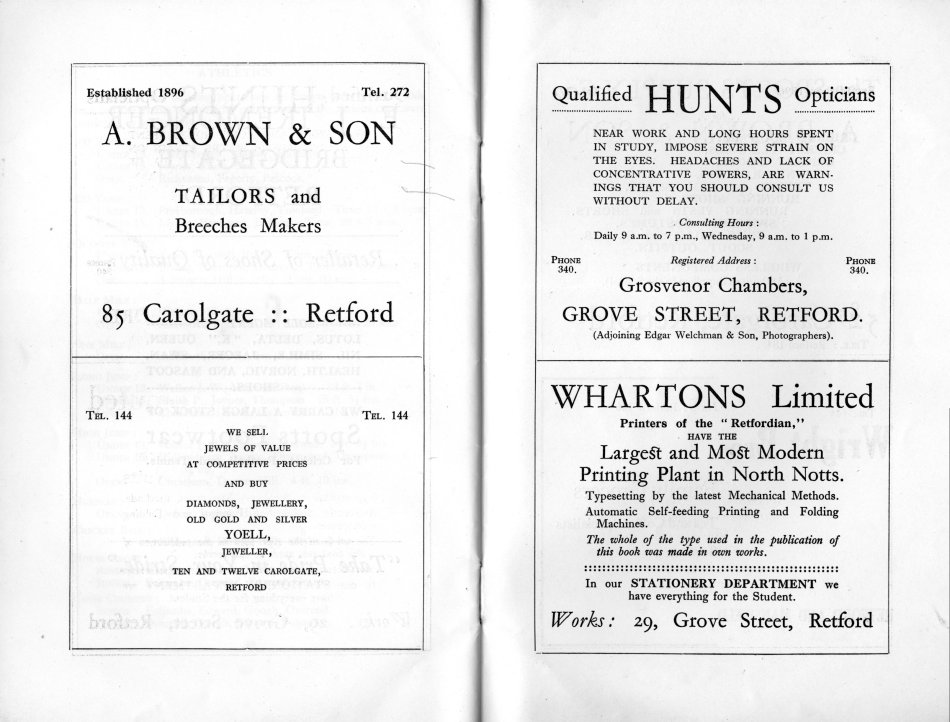 Established 1896 Tel. 272
A. BROWN & SON
TAILORS and
Breeches Makers
85 Carolgate :: Retford
TEL. 144 TEL. 144
WE SELL
JEWELS OF VALUE
AT COMPETITIVE PRICES
AND BUY
DIAMONDS, JEWELLERY,
OLD GOLD AND SILVER
YOELL,
JEWELLER,
TEN AND TWELVE CAROLGATE,
RETFORD
Qualified HUNTS Opticians
NEAR WORK AND LONG HOURS SPENT
IN STUDY, IMPOSE SEVERE STRAIN ON
THE EYES. HEADACHES AND LACK OF
CONCENTRATIVE POWERS, ARE WARN-
INGS THAT YOU SHOULD CONSULT US
WITHOUT DELAY.
Consulting Hours :
Daily 9 a.m. to 7 p.m., Wednesday, 9 a.m. to 1 p.m.
PHONE 340. Registered Address : PHONE 340.
Grosvenor Chambers,
GROVE STREET, RETFORD.
(Adjoining Edgar Welchman & Son, Photographers).
WHARTONS Limited
Printers of the "Retfordian,"
HAVE THE
Largest and Most Modern
Printing Plant in North Notts.
Typesetting by the latest Mechanical Methods.
Automatic Self-feeding Printing and Folding
Machines.
The whole of the type used in the publication of
this book was made in own works.
In our STATIONERY DEPARTMENT we
have everything for the Student.
Works: 29, Grove Street, Retford